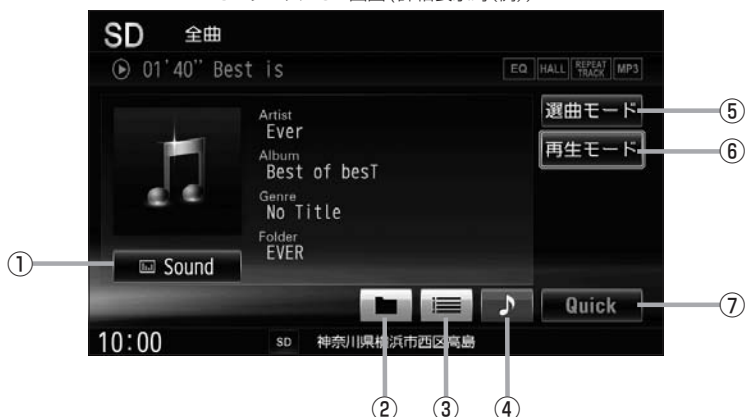 SD 全曲
01'40" Best is
EQ HALL REPEAT TRACK MP3
選曲モード
⑤
再生モード
⑥
Artist
Ever
Album
Best of besT
Genre
No Title
Folder
EVER
①
Sound
Quick
⑦
10:00 SD 神奈川県横浜市西区高島
② ③ ④